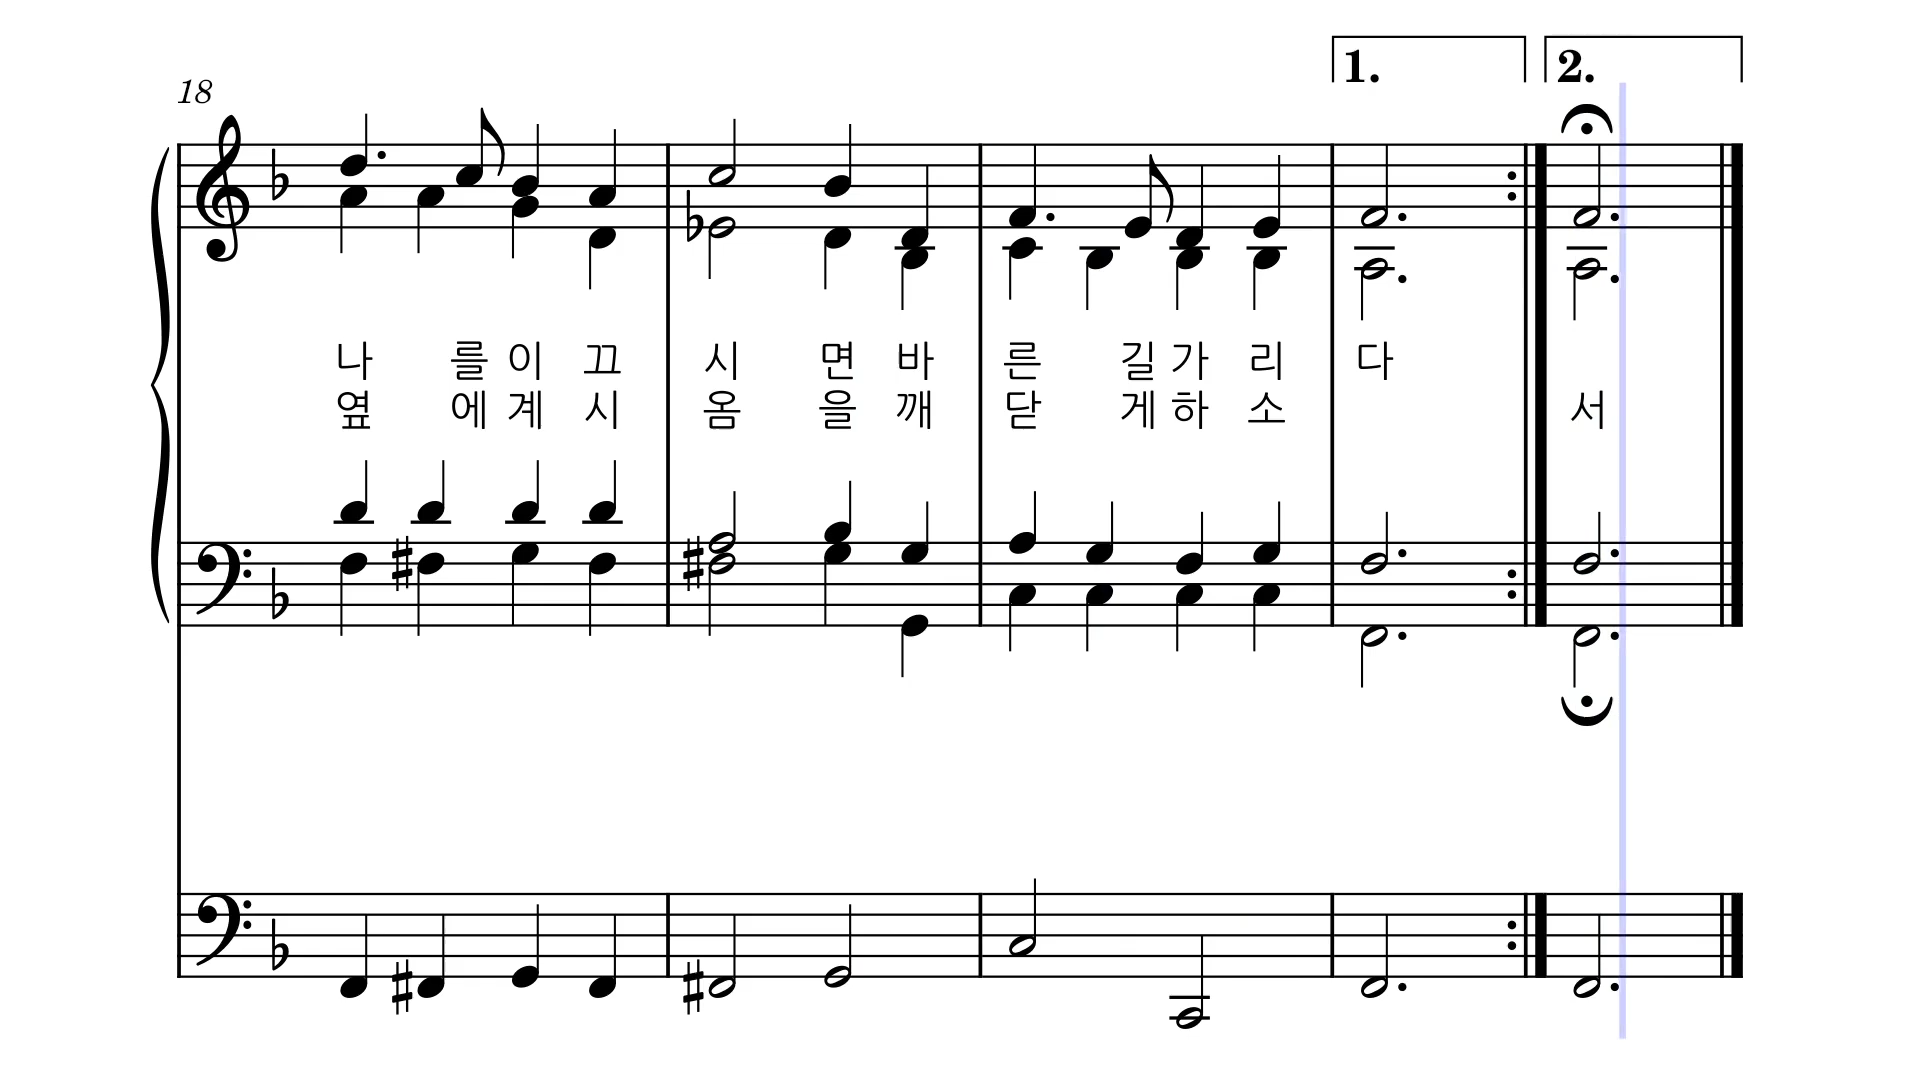 1. 2.
18
나 를 이 끄 시 면 바 른 길 가 리 다
옆 에 계 시 옴 을 깨 닫 게 하 소 서